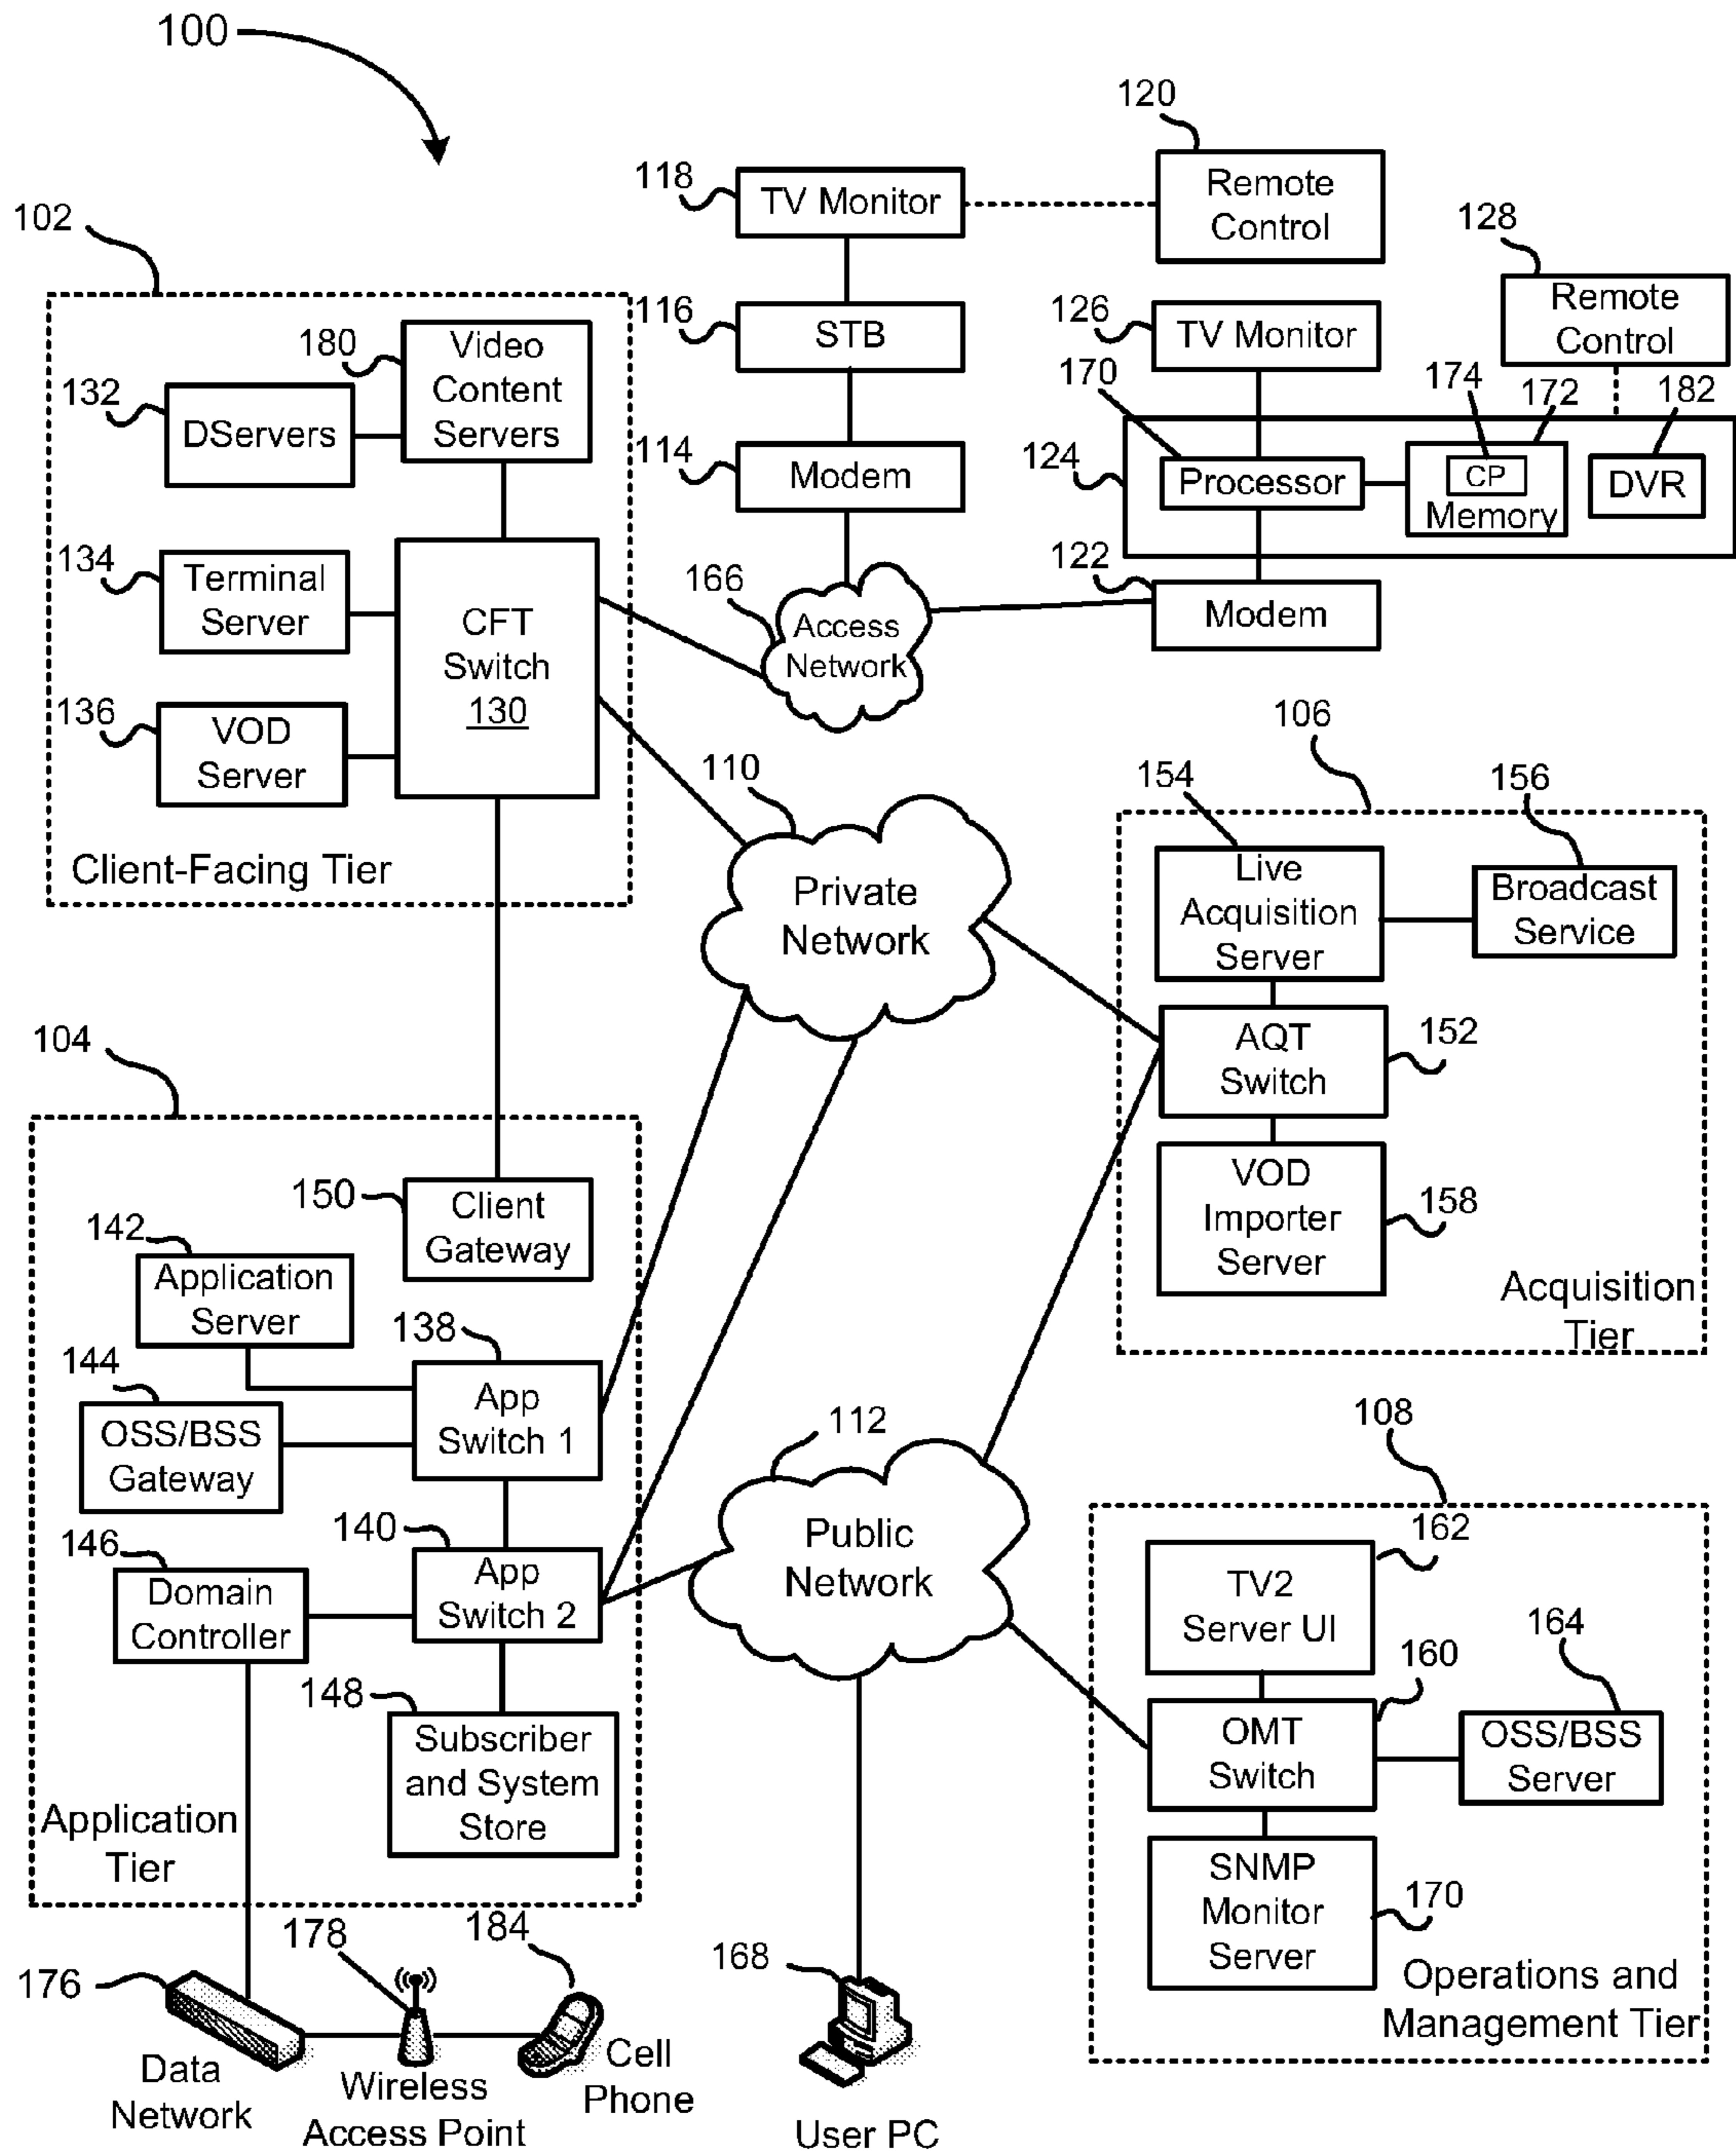 100
120
118
TV Monitor
Remote
Control
102
128
116
STB
126
TV Monitor
Remote
Control
180
Video
Content
Servers
132
DServers
170
174
172
182
114
Modem
124
Processor
CP
Memory
DVR
134
Terminal
Server
CFT
Switch
130
166
Access
Network
122
Modem
136
VOD
Server
Client-Facing Tier
110
Private
Network
106
154
156
Live
Acquisition
Server
Broadcast
Service
AQT
Switch
152
VOD
Importer
Server
158
Acquisition
Tier
104
150
Client
Gateway
142
Application
Server
138
App
Switch 1
144
OSS/BSS
Gateway
140
App
Switch 2
146
Domain
Controller
148
Subscriber
and System
Store
Application
Tier
112
Public
Network
108
162
TV2
Server UI
160
164
OMT
Switch
OSS/BSS
Server
SNMP
Monitor
Server
170
Operations and
Management Tier
176
178
184
168
Data
Network
Wireless
Access Point
Cell
Phone
User PC